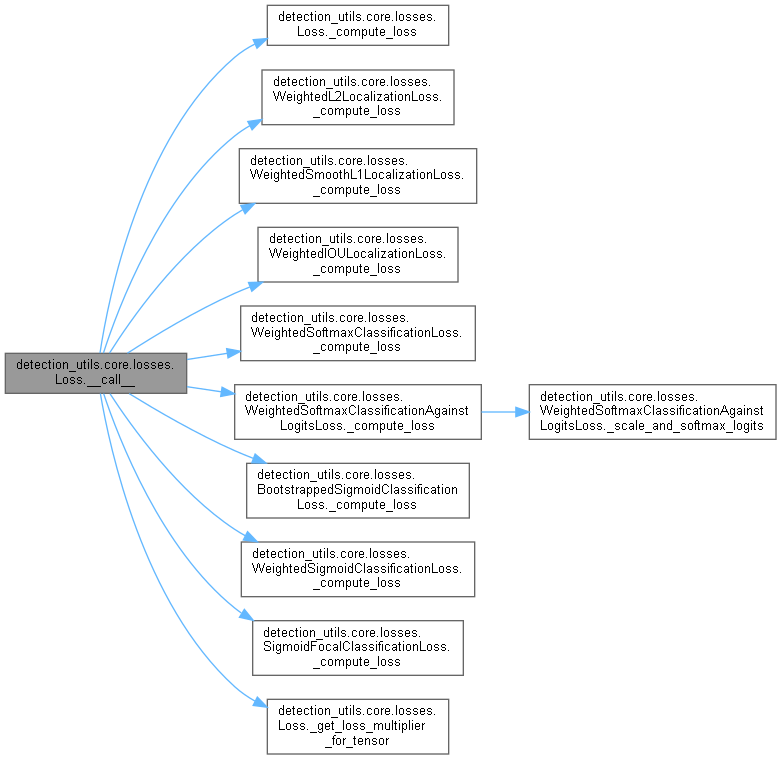 detection_utils.core.losses.
Loss._compute_loss
detection_utils.core.losses.
WeightedL2LocalizationLoss.
_compute_loss
detection_utils.core.losses.
WeightedSmoothL1LocalizationLoss.
_compute_loss
detection_utils.core.losses.
WeightedIOULocalizationLoss.
_compute_loss
detection_utils.core.losses.
WeightedSoftmaxClassificationLoss.
_compute_loss
detection_utils.core.losses.
Loss.__call__
detection_utils.core.losses.
WeightedSoftmaxClassificationAgainst
LogitsLoss._compute_loss
detection_utils.core.losses.
WeightedSoftmaxClassificationAgainst
LogitsLoss._scale_and_softmax_logits
detection_utils.core.losses.
BootstrappedSigmoidClassification
Loss._compute_loss
detection_utils.core.losses.
WeightedSigmoidClassificationLoss.
_compute_loss
detection_utils.core.losses.
SigmoidFocalClassificationLoss.
_compute_loss
detection_utils.core.losses.
Loss._get_loss_multiplier
_for_tensor